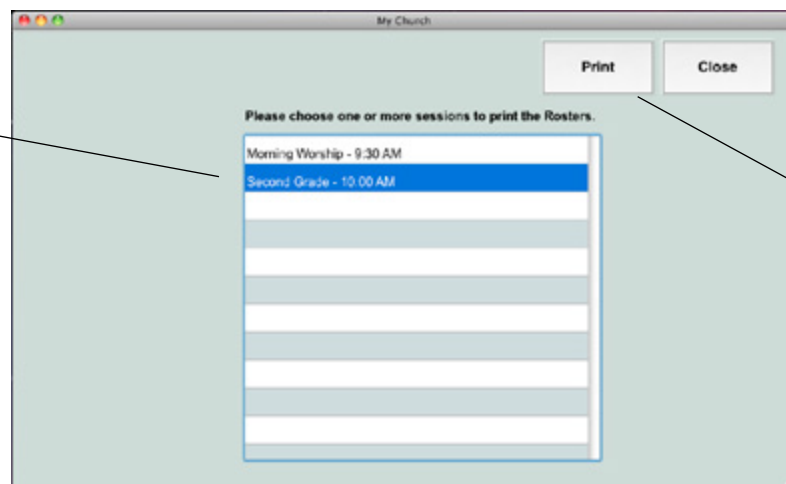 My Church
Print Close
Please choose one or more sessions to print the Rosters.
Morning Worship - 9:30 AM
Second Grade - 10:00 AM